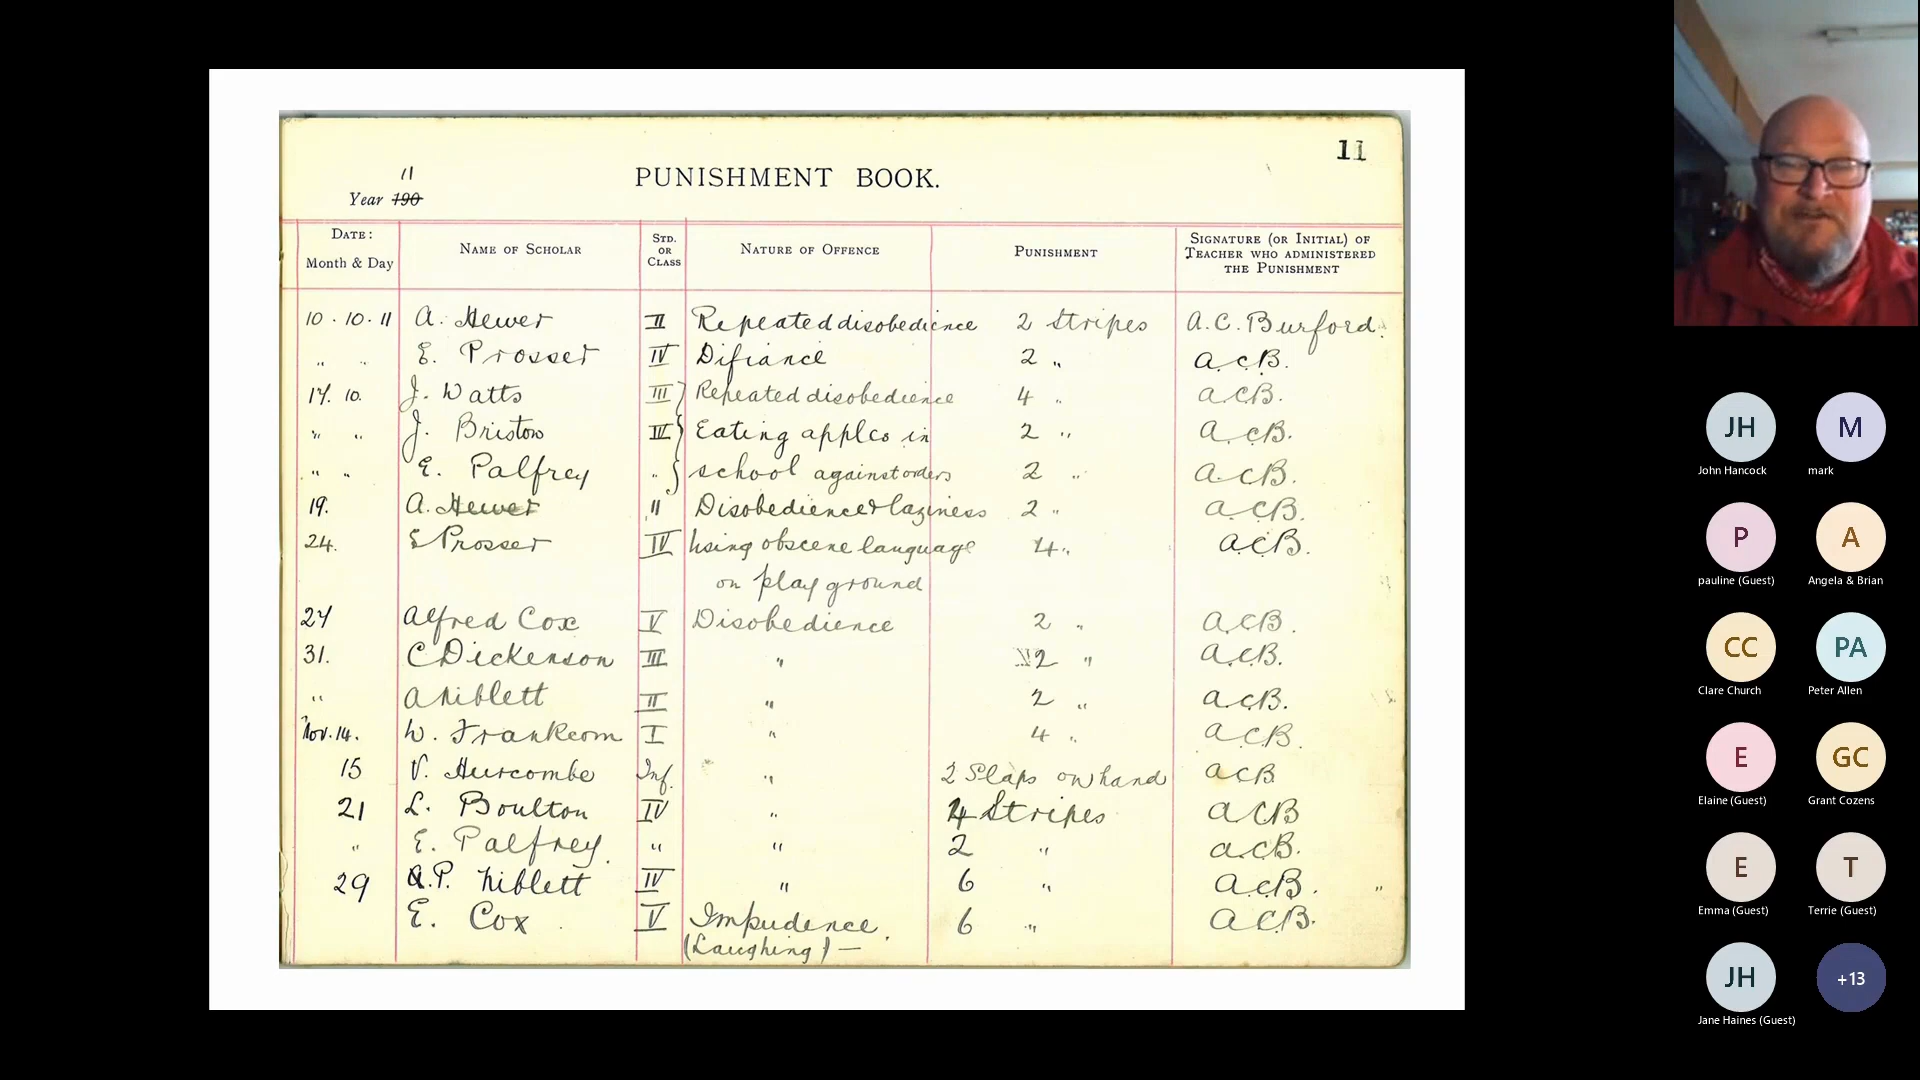 11
11
PUNISHMENT BOOK.
Year 190
DATE: Month & Day NAME OF SCHOLAR STD. OR CLASS NATURE OF OFFENCE PUNISHMENT SIGNATURE (OR INITIAL) OF TEACHER WHO ADMINISTERED THE PUNISHMENT
10 . 10 . 11 A. Hewer II Repeated disobedience 2 Stripes A.C. Burford.
" " E. Prosser IV Difiance 2 " A.C.B.
17. 10. J. Watts III Repeated disobedience 4 " A.C.B.
" " J. Bristow III Eating apples in 2 " A.C.B.
" " E. Palfrey " school against orders 2 " A.C.B.
19. A. Hewer " Disobedience & laziness 2 " A.C.B.
24. E Prosser IV Using obscene language 4 " A.C.B.
on play ground
27 Alfred Cox V Disobedience 2 " A.C.B.
31. C Dickenson III " 2 " A.C.B.
" A Niblett II " 2 " A.C.B.
Nov. 14. W. Frankcom I " 4 " A.C.B.
15 V. Hurcombe Inf. " 2 Slaps on hand A C B
21 L. Boulton IV " 4 Stripes A C B
" E. Palfrey. " " 2 " A.C.B.
29 A.P. Niblett IV " 6 " A.C.B. "
E. Cox V Impudence. 6 " A.C.B.
(Laughing) —
JH M
John Hancock mark
P A
pauline (Guest) Angela & Brian
CC PA
Clare Church Peter Allen
E GC
Elaine (Guest) Grant Cozens
E T
Emma (Guest) Terrie (Guest)
JH +13
Jane Haines (Guest)